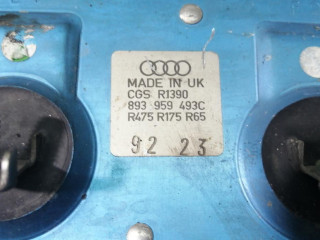 MADE IN UK
CGS R1390
893 959 493C
R475 R175 R65
92 23